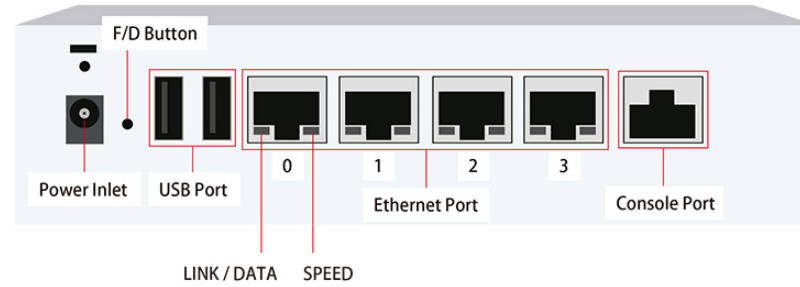 F/D Button
0
1
2
3
Power Inlet
USB Port
Ethernet Port
Console Port
LINK / DATA
SPEED